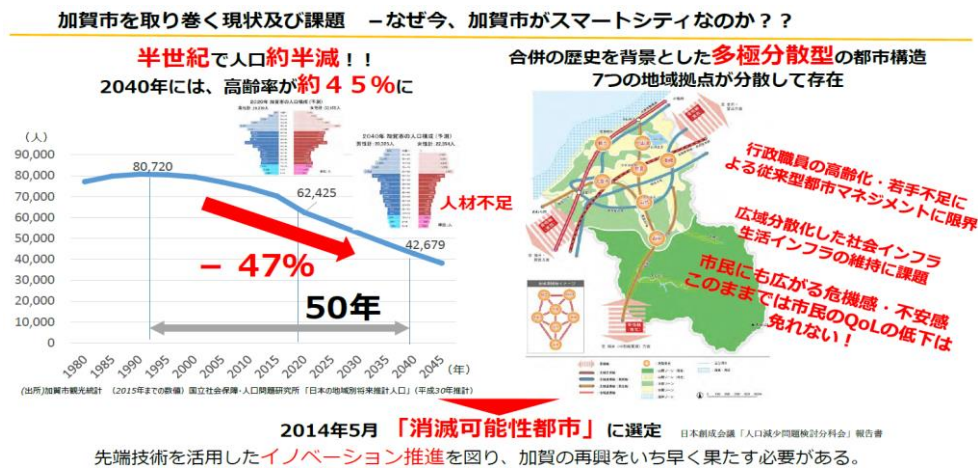 加賀市を取り巻く現状及び課題　－なぜ今、加賀市がスマートシティなのか？？
半世紀で人口約半減！！
2040年には、高齢率が約４５％に
合併の歴史を背景とした多極分散型の都市構造
7つの地域拠点が分散して存在
（人）
90,000
80,000
70,000
60,000
50,000
40,000
30,000
20,000
10,000
0
80,720
62,425
42,679
人材不足
－ 47%
50年
1980
1985
1990
1995
2000
2005
2010
2015
2020
2025
2030
2035
2040
2045
（年）
(出所)加賀市観光統計　（2015年までの数値）国立社会保障・人口問題研究所「日本の地域別将来推計人口」（平成30年推計）
行政職員の高齢化・若手不足に
よる従来型都市マネジメントに限界
広域分散化した社会インフラ
生活インフラの維持に課題
市民にも広がる危機感・不安感
このままでは市民のQoLの低下は
免れない！
2014年5月 「消滅可能性都市」に選定　日本創成会議「人口減少問題検討分科会」報告書
先端技術を活用したイノベーション推進を図り、加賀の再興をいち早く果たす必要がある。